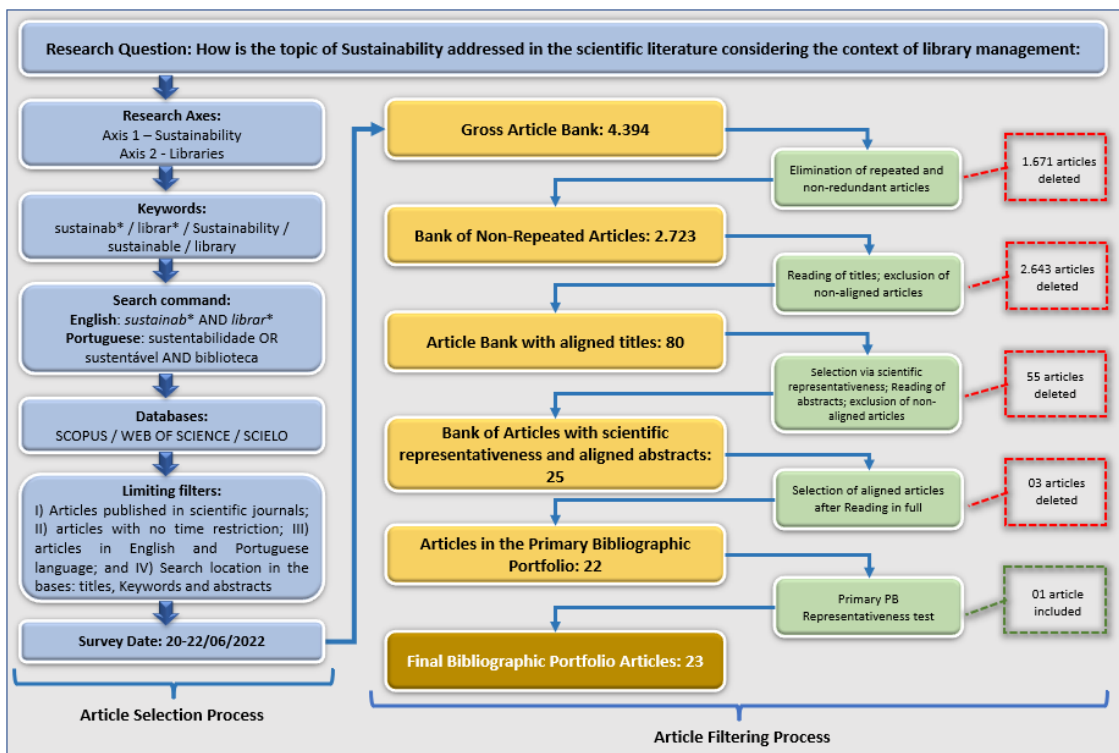 Research Question: How is the topic of Sustainability addressed in the scientific literature considering the context of library management:
Research Axes:
Axis 1 – Sustainability
Axis 2 - Libraries
Keywords:
sustainab* / librar* / Sustainability /
sustainable / library
Search command:
English: sustainab* AND librar*
Portuguese: sustentabilidade OR
sustentável AND biblioteca
Databases:
SCOPUS / WEB OF SCIENCE / SCIELO
Limiting filters:
I) Articles published in scientific journals;
II) articles with no time restriction; III)
articles in English and Portuguese
language; and IV) Search location in the
bases: titles, Keywords and abstracts
Survey Date: 20-22/06/2022
Article Selection Process
Gross Article Bank: 4.394
Elimination of repeated and
non-redundant articles
1.671 articles
deleted
Bank of Non-Repeated Articles: 2.723
Reading of titles; exclusion of
non-aligned articles
2.643 articles
deleted
Article Bank with aligned titles: 80
Selection via scientific
representativeness; Reading of
abstracts; exclusion of non-
aligned articles
55 articles
deleted
Bank of Articles with scientific
representativeness and aligned abstracts:
25
Selection of aligned articles
after Reading in full
03 articles
deleted
Articles in the Primary Bibliographic
Portfolio: 22
Primary PB
Representativeness test
01 article
included
Final Bibliographic Portfolio Articles: 23
Article Filtering Process